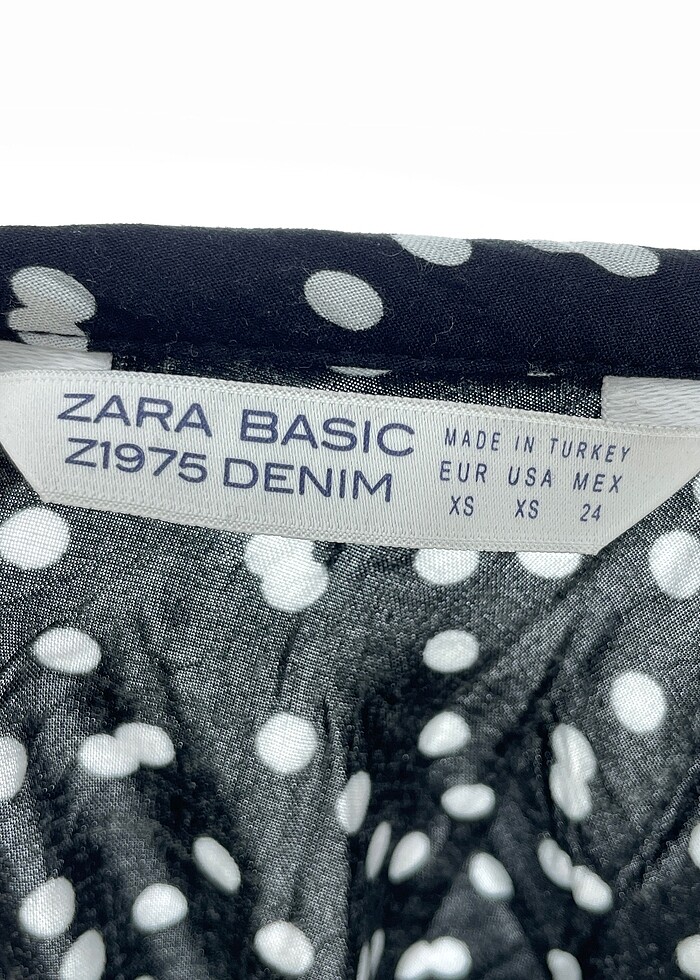 ZARA BASIC
Z1975 DENIM
MADE IN TURKEY
EUR USA MEX
XS XS 24